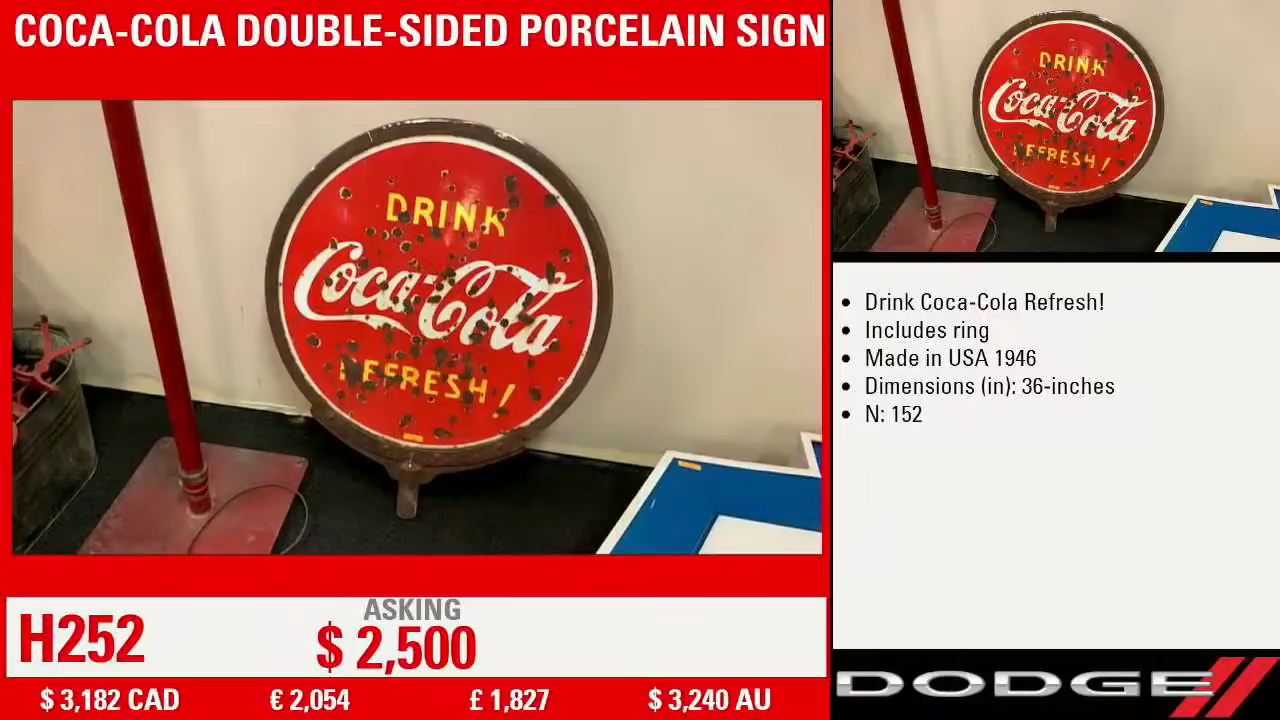 COCA-COLA DOUBLE-SIDED PORCELAIN SIGN
DRINK
Coca-Cola
REFRESH!
DRINK
Coca-Cola
REFRESH!
• Drink Coca-Cola Refresh!
• Includes ring
• Made in USA 1946
• Dimensions (in): 36-inches
• N: 152
H252
ASKING
$ 2,500
$ 3,182 CAD € 2,054 £ 1,827 $ 3,240 AU
DODGE